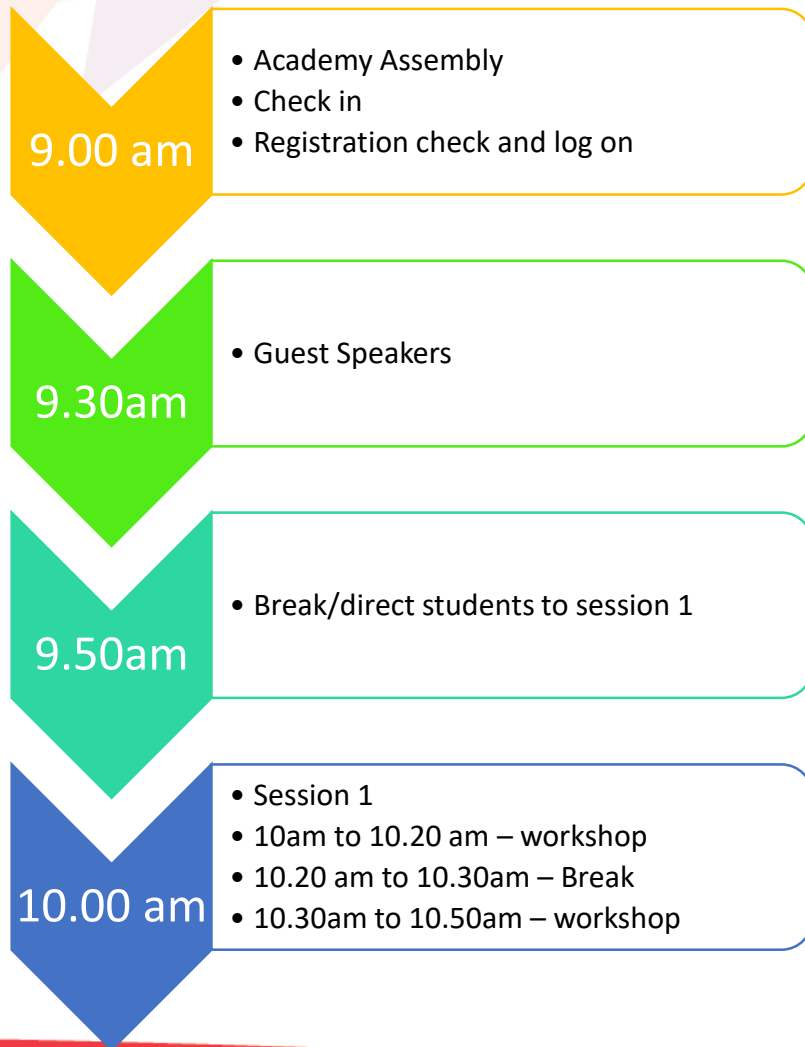 9.00 am
• Academy Assembly
• Check in
• Registration check and log on
9.30am
• Guest Speakers
9.50am
• Break/direct students to session 1
10.00 am
• Session 1
• 10am to 10.20 am – workshop
• 10.20 am to 10.30am – Break
• 10.30am to 10.50am – workshop